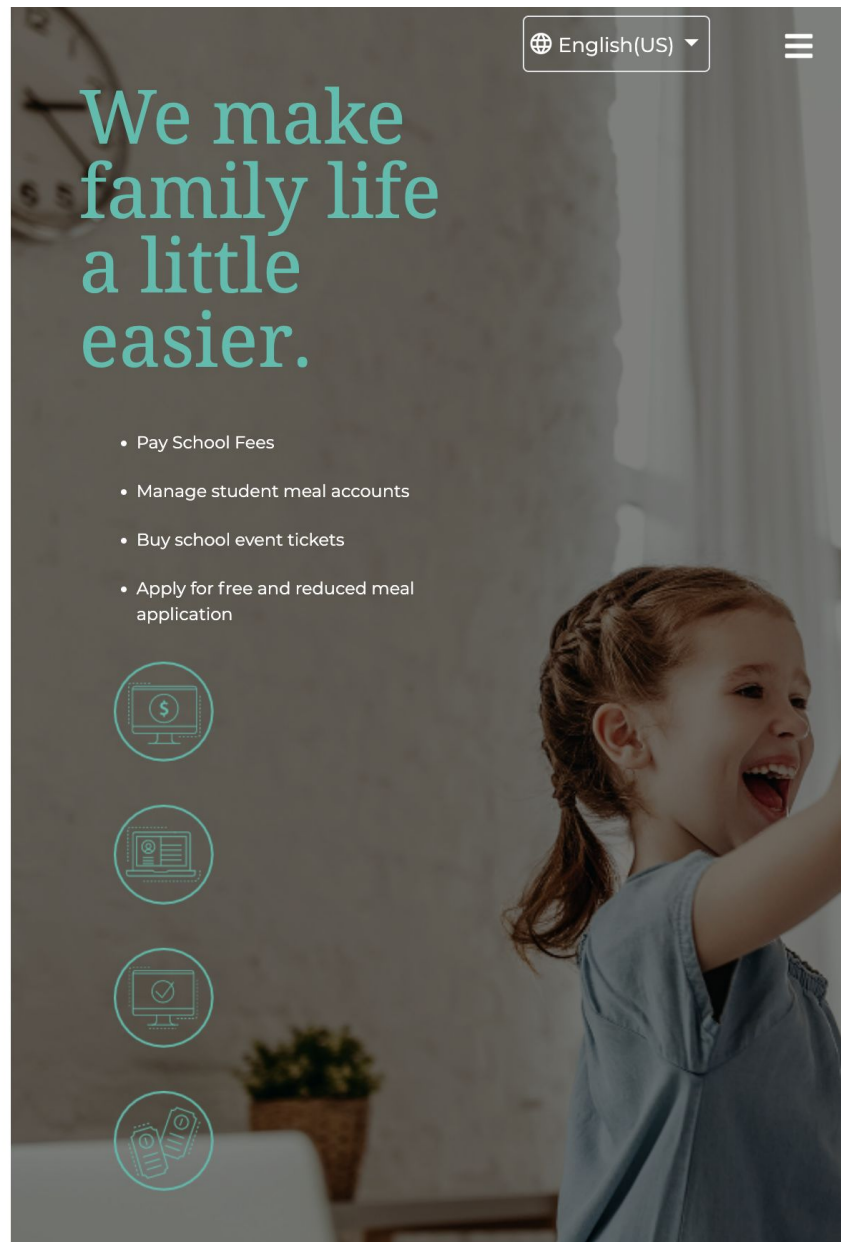 English(US)
We make
family life
a little
easier.
• Pay School Fees
• Manage student meal accounts
• Buy school event tickets
• Apply for free and reduced meal
application
$